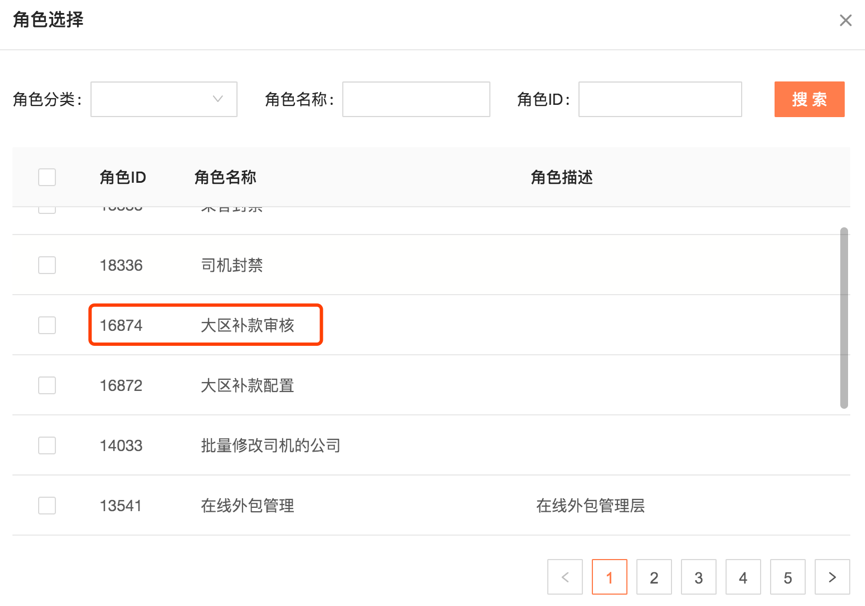 角色选择
角色分类： 角色名称： 角色ID： 搜 索
角色ID 角色名称 角色描述
18336 司机封禁
16874 大区补款审核
16872 大区补款配置
14033 批量修改司机的公司
13541 在线外包管理 在线外包管理层
1 2 3 4 5